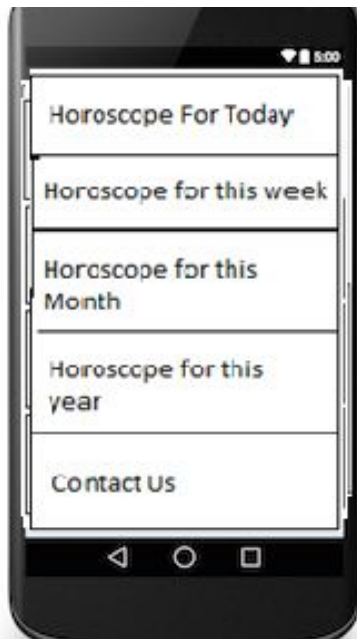 5:00
Horoscope For Today
Horoscope for this week
Horoscope for this
Month
Horoscope for this
year
Contact Us